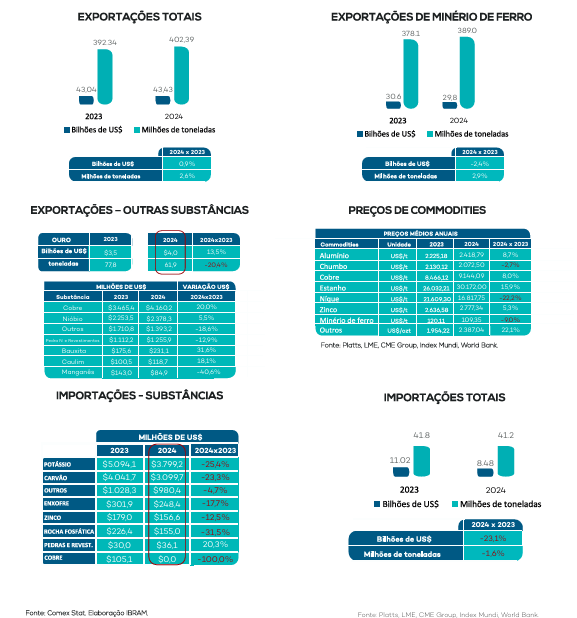 EXPORTAÇÕES TOTAIS
392.34
402,39
43,04
43,43
2023
2024
Bilhões de US$
Milhões de toneladas
2024 x 2023
Bilhões de US$ 0,9%
Milhões de toneladas 2,6%
EXPORTAÇÕES DE MINÉRIO DE FERRO
378.1
389.0
30.6
29,8
2023
2024
Bilhões de US$
Milhões de toneladas
2024 x 2023
Bilhões de US$ -2,4%
Milhões de toneladas 2,9%
EXPORTAÇÕES – OUTRAS SUBSTÂNCIAS
OURO 2023 2024 2024x2023
Bilhões de US$ $3,5 $4,0 13,5%
toneladas 77,8 61,9 -20,4%
MILHÕES DE US$ VARIAÇÃO US$
Substância 2023 2024 2024x2023
Cobre $3.465,4 $4.160,2 20,0%
Nióbio $2.253,5 $2.378,3 5,5%
Outros $1.710,8 $1.393,2 -18,6%
$1.112,2 $1.255,9 -12,9%
Bauxita $175,6 $231,1 31,6%
Caulim $100,5 $118,7 18,1%
Manganês $143,0 $84,9 -40,6%
PREÇOS DE COMMODITIES
PREÇOS MÉDIOS ANUAIS
Commodities Unidade 2023 2024 2024 x 2023
Alumínio US$/t 2.225,18 2.418,79 8,7%
Chumbo US$/t 2.130,12 2.072,50 -2,7%
Cobre US$/t 8.466,12 9.144,09 8,0%
Estanho US$/t 26.032,21 30.172,00 15,9%
Níque US$/t 21.609,30 16.817,75 -22,2%
Zinco US$/t 2.636,58 2.777,34 5,3%
Minério de ferro US$/t 120,11 109,35 -9,0%
Outros US$/ozt 1.954,22 2.387,04 22,1%
Fonte: Platts, LME, CME Group, Index Mundi, World Bank.
IMPORTAÇÕES - SUBSTÂNCIAS
MILHÕES DE US$
2023 2024 2024x2023
POTÁSSIO $5.094,1 $3.799,2 -25,4%
CARVÃO $4.041,7 $3.099,7 -23,3%
OUTROS $1.028,3 $980,4 -4,7%
ENXOFRE $301,9 $248,4 -17,7%
ZINCO $179,0 $156,6 -12,5%
ROCHA FOSFÁTICA $226,4 $155,0 -31,5%
PEDRAS E REVEST. $30,0 $36,1 20,3%
COBRE $105,1 $0,0 -100,0%
IMPORTAÇÕES TOTAIS
41.8
41.2
11.02
8.48
2023
2024
Bilhões de US$
Milhões de toneladas
2024 x 2023
Bilhões de US$ -23,1%
Milhões de toneladas -1,6%
Fonte: Comex Stat, Elaboração IBRAM.
Fonte: Platts, LME, CME Group, Index Mundi, World Bank.